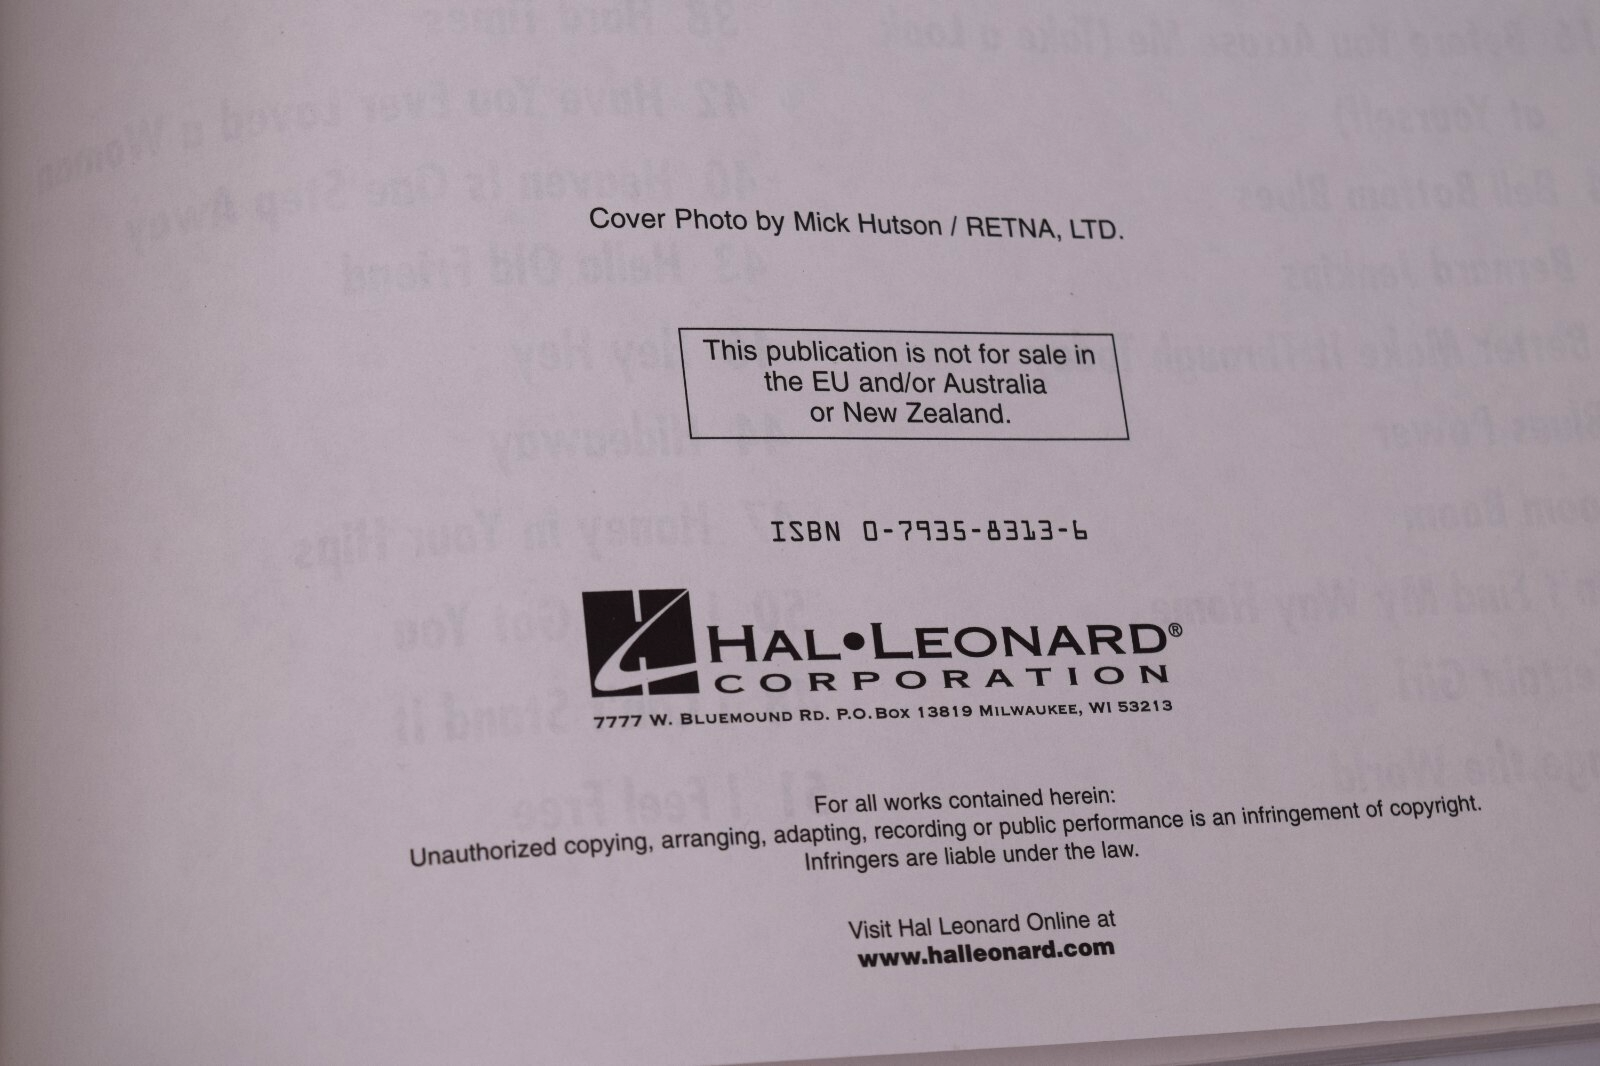 Cover Photo by Mick Hutson / RETNA, LTD.
This publication is not for sale in
the EU and/or Australia
or New Zealand.
ISBN 0-7935-8313-6
HAL•LEONARD®
CORPORATION
7777 W. BLUEMOUND RD. P.O. BOX 13819 MILWAUKEE, WI 53213
For all works contained herein:
Unauthorized copying, arranging, adapting, recording or public performance is an infringement of copyright.
Infringers are liable under the law.
Visit Hal Leonard Online at
www.halleonard.com